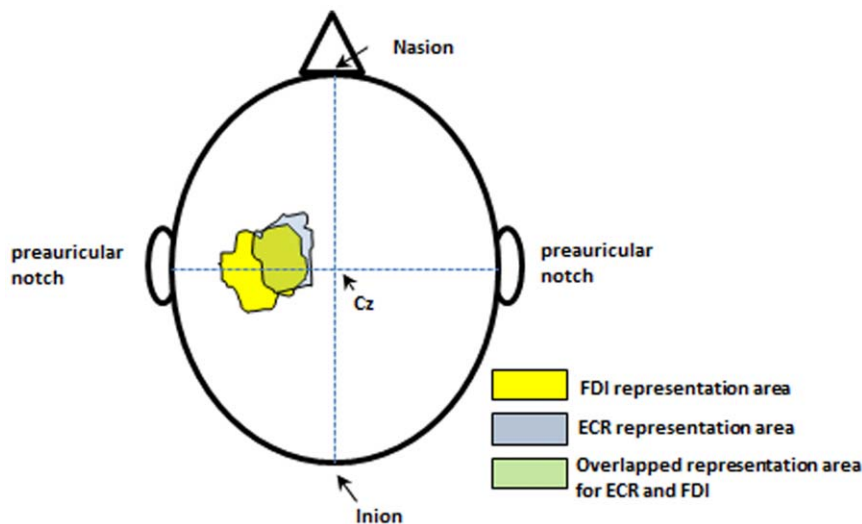 Nasion
preauricular
notch
preauricular
notch
Cz
FDI representation area
ECR representation area
Overlapped representation area
for ECR and FDI
Inion